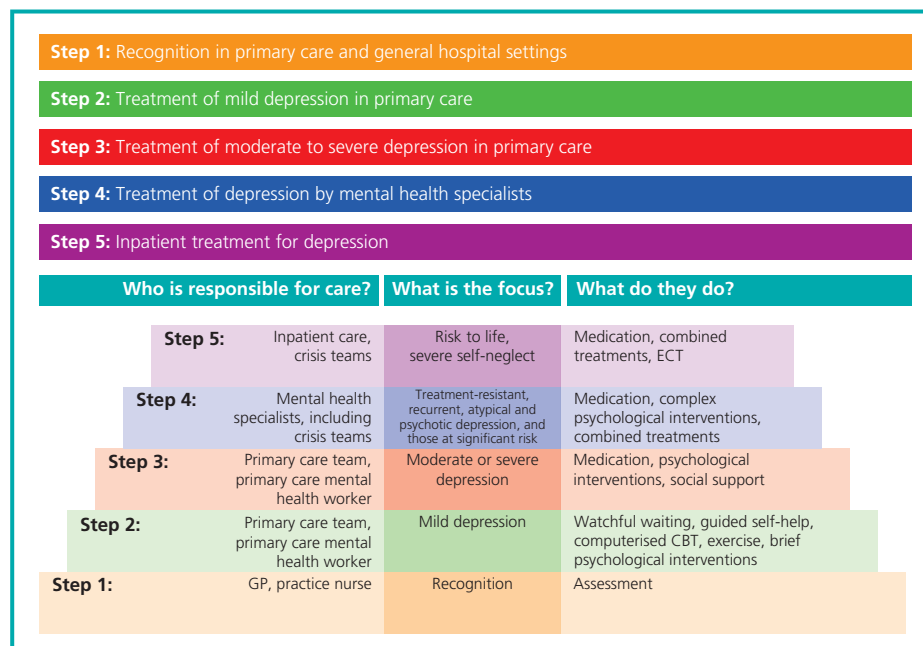 Step 1: Recognition in primary care and general hospital settings
Step 2: Treatment of mild depression in primary care
Step 3: Treatment of moderate to severe depression in primary care
Step 4: Treatment of depression by mental health specialists
Step 5: Inpatient treatment for depression
Who is responsible for care? What is the focus? What do they do?
Step 5: Inpatient care, Risk to life, Medication, combined
crisis teams severe self-neglect treatments, ECT
Step 4: Mental health Treatment-resistant, Medication, complex
specialists, including recurrent, atypical and psychological interventions,
crisis teams psychotic depression, and combined treatments
those at significant risk
Step 3: Primary care team, Moderate or severe Medication, psychological
primary care mental depression interventions, social support
health worker
Step 2: Primary care team, Mild depression Watchful waiting, guided self-help,
primary care mental computerised CBT, exercise, brief
health worker psychological interventions
Step 1: GP, practice nurse Recognition Assessment